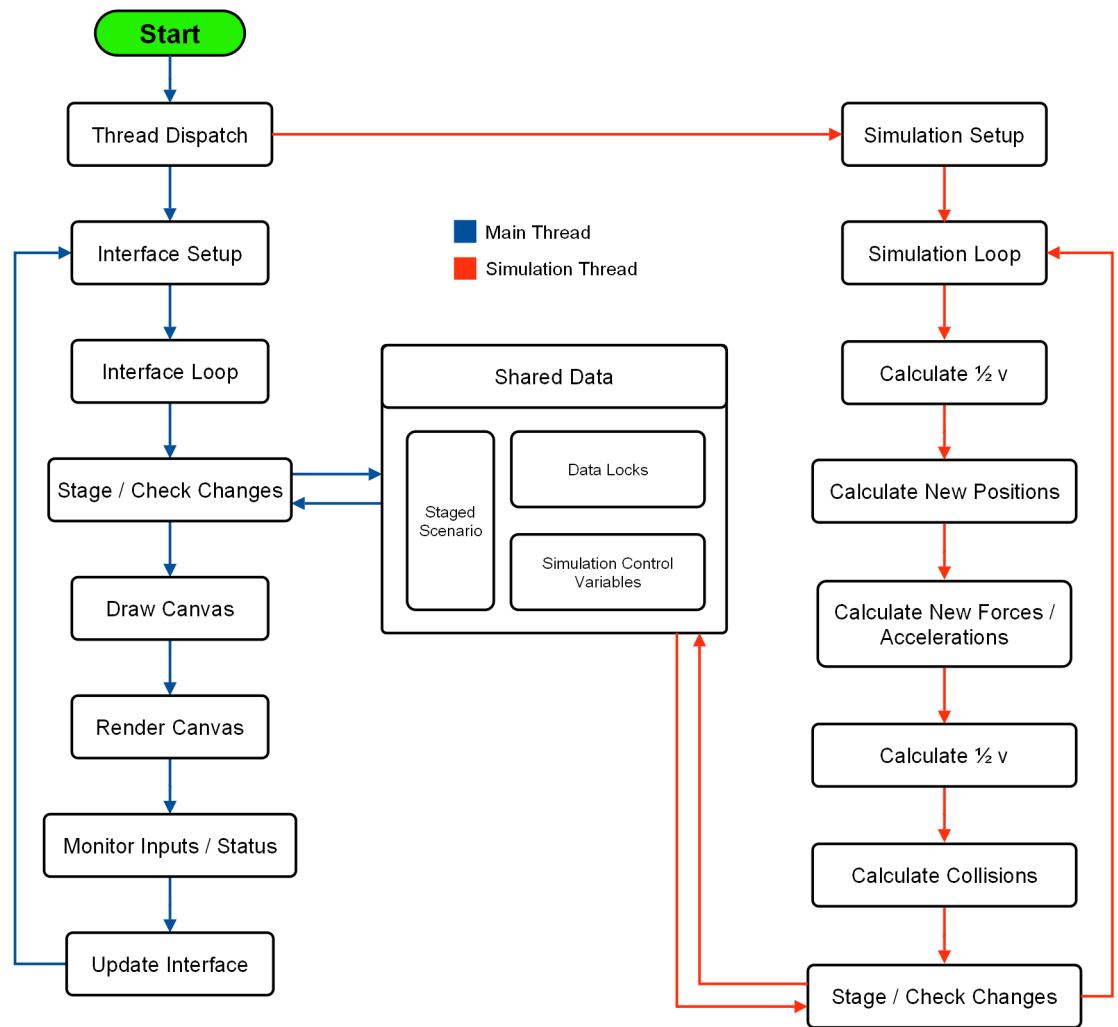 Start
Thread Dispatch
Simulation Setup
Interface Setup
Main Thread
Simulation Thread
Simulation Loop
Interface Loop
Shared Data
Calculate ½ v
Stage / Check Changes
Staged
Scenario
Data Locks
Simulation Control
Variables
Calculate New Positions
Draw Canvas
Calculate New Forces /
Accelerations
Render Canvas
Calculate ½ v
Monitor Inputs / Status
Calculate Collisions
Update Interface
Stage / Check Changes